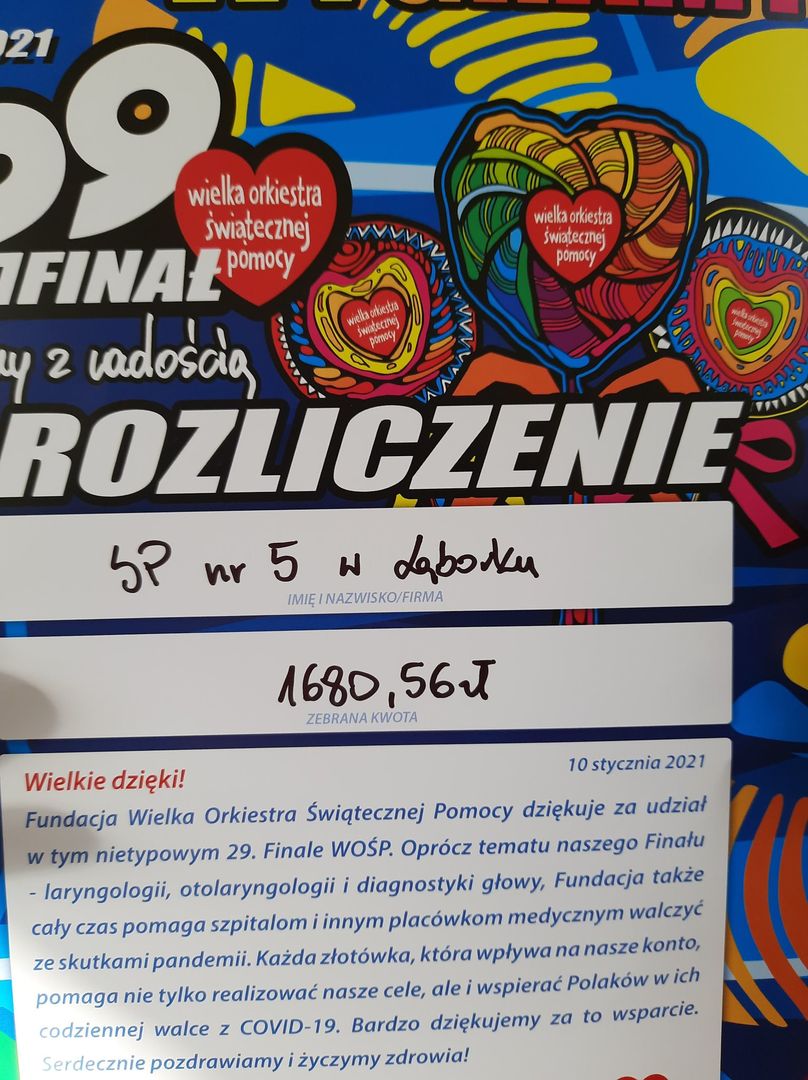 2021
29
wielka orkiestra
świątecznej
pomocy
FINAŁ
wielka orkiestra
świątecznej
pomocy
wielka orkiestra
świątecznej
pomocy
wielka orkiestra
świątecznej
pomocy
z radością
ROZLICZENIE
SP nr 5 w Lęborku
IMIĘ I NAZWISKO/FIRMA
1680,56 zł
ZEBRANA KWOTA
Wielkie dzięki!
10 stycznia 2021
Fundacja Wielka Orkiestra Świątecznej Pomocy dziękuje za udział
w tym nietypowym 29. Finale WOŚP. Oprócz tematu naszego Finału
- laryngologii, otolaryngologii i diagnostyki głowy, Fundacja także
cały czas pomaga szpitalom i innym placówkom medycznym walczyć
ze skutkami pandemii. Każda złotówka, która wpływa na nasze konto,
pomaga nie tylko realizować nasze cele, ale i wspierać Polaków w ich
codziennej walce z COVID-19. Bardzo dziękujemy za to wsparcie.
Serdecznie pozdrawiamy i życzymy zdrowia!